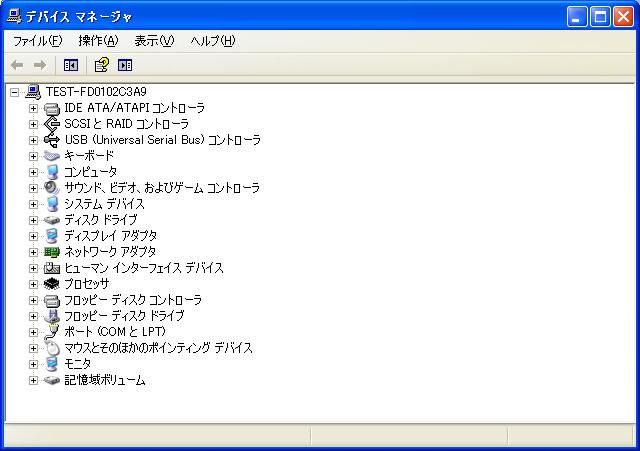 デバイス マネージャ
ファイル(F) 操作(A) 表示(V) ヘルプ(H)
TEST-FD0102C3A9
IDE ATA/ATAPI コントローラ
SCSI と RAID コントローラ
USB (Universal Serial Bus) コントローラ
キーボード
コンピュータ
サウンド、ビデオ、およびゲーム コントローラ
システム デバイス
ディスク ドライブ
ディスプレイ アダプタ
ネットワーク アダプタ
ヒューマン インターフェイス デバイス
プロセッサ
フロッピー ディスク コントローラ
フロッピー ディスク ドライブ
ポート (COM と LPT)
マウスとそのほかのポインティング デバイス
モニタ
記憶域ボリューム